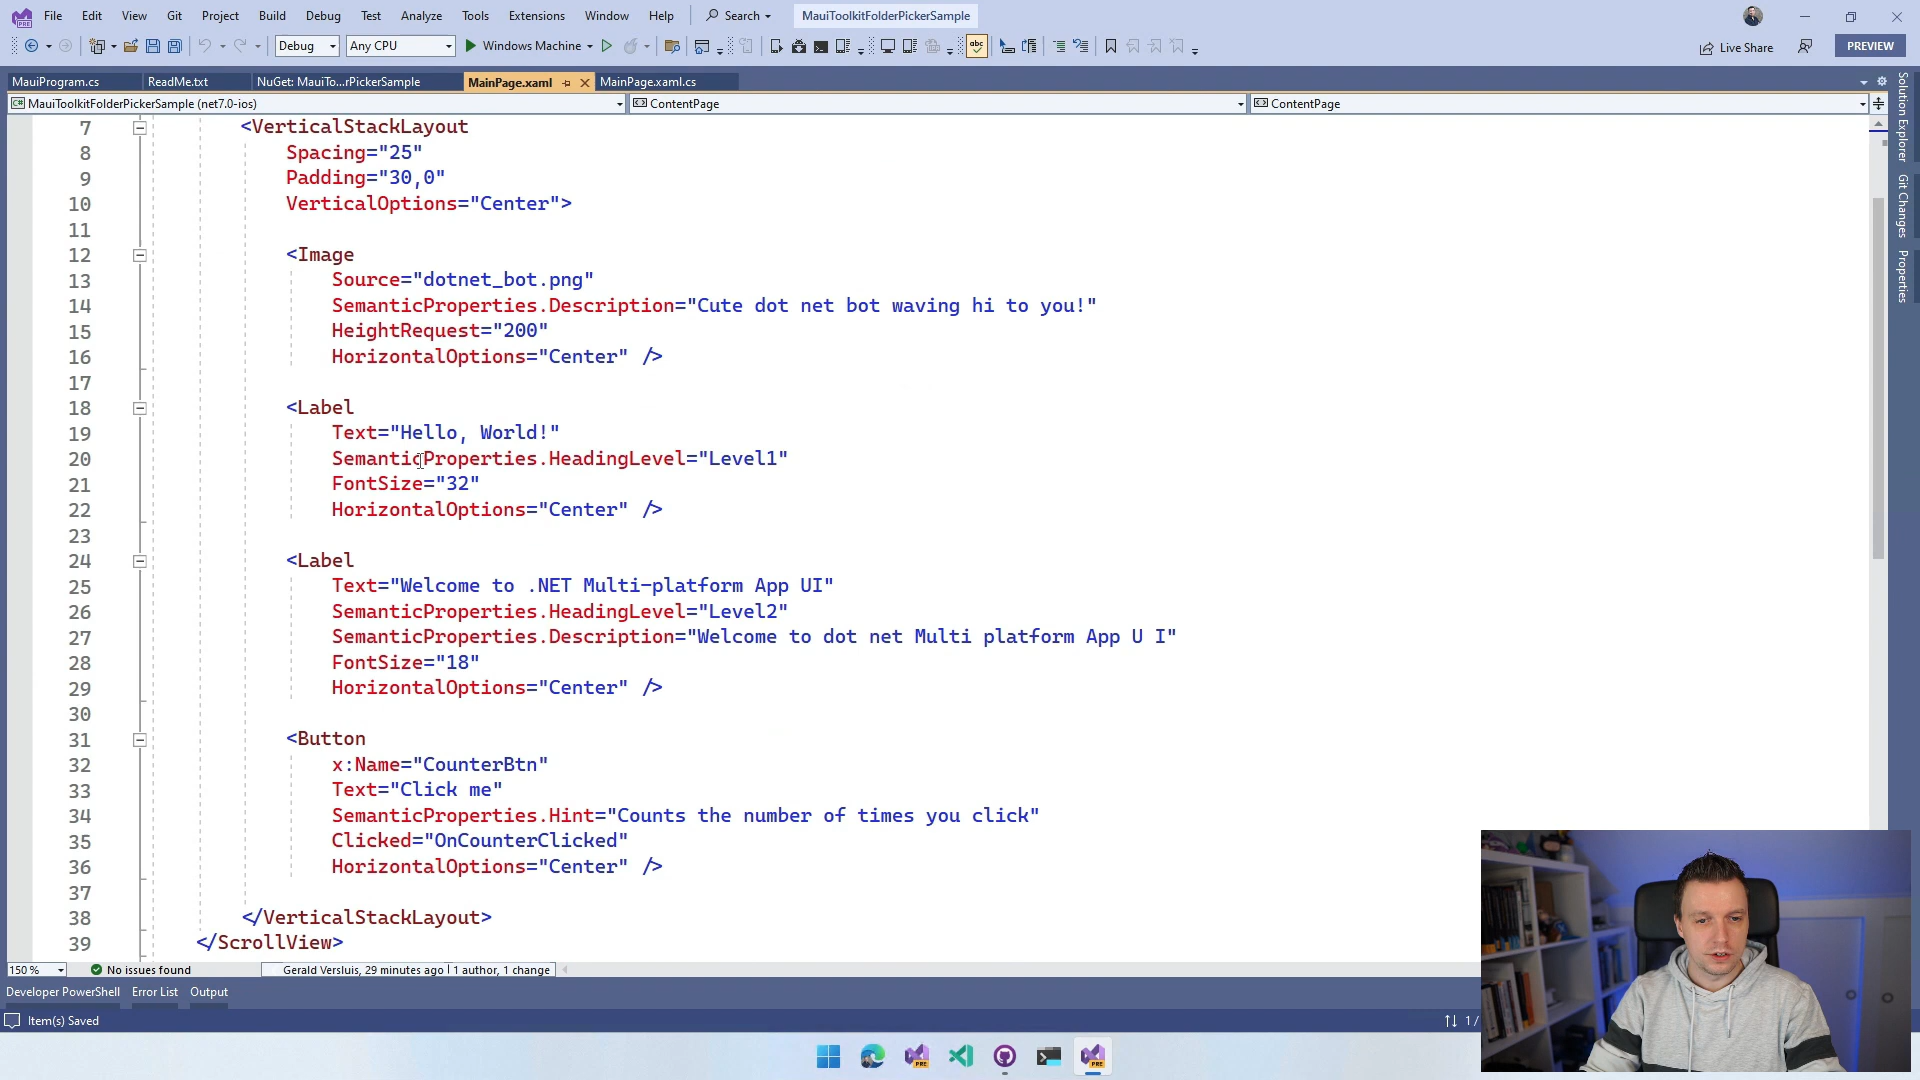 File Edit View Git Project Build Debug Test Analyze Tools Extensions Window Help Search MauiToolkitFolderPickerSample
Debug Any CPU Windows Machine Live Share PREVIEW
MauiProgram.cs ReadMe.txt NuGet: MauiTo...rPickerSample MainPage.xaml MainPage.xaml.cs
MauiToolkitFolderPickerSample (net7.0-ios) ContentPage ContentPage
7 <VerticalStackLayout
8 Spacing="25"
9 Padding="30,0"
10 VerticalOptions="Center">
11
12 <Image
13 Source="dotnet_bot.png"
14 SemanticProperties.Description="Cute dot net bot waving hi to you!"
15 HeightRequest="200"
16 HorizontalOptions="Center" />
17
18 <Label
19 Text="Hello, World!"
20 SemanticProperties.HeadingLevel="Level1"
21 FontSize="32"
22 HorizontalOptions="Center" />
23
24 <Label
25 Text="Welcome to .NET Multi-platform App UI"
26 SemanticProperties.HeadingLevel="Level2"
27 SemanticProperties.Description="Welcome to dot net Multi platform App U I"
28 FontSize="18"
29 HorizontalOptions="Center" />
30
31 <Button
32 x:Name="CounterBtn"
33 Text="Click me"
34 SemanticProperties.Hint="Counts the number of times you click"
35 Clicked="OnCounterClicked"
36 HorizontalOptions="Center" />
37
38 </VerticalStackLayout>
39 </ScrollView>
Solution Explorer
Git Changes
Properties
150 % No issues found Gerald Versluis, 29 minutes ago | 1 author, 1 change
Developer PowerShell Error List Output
Item(s) Saved 1 /